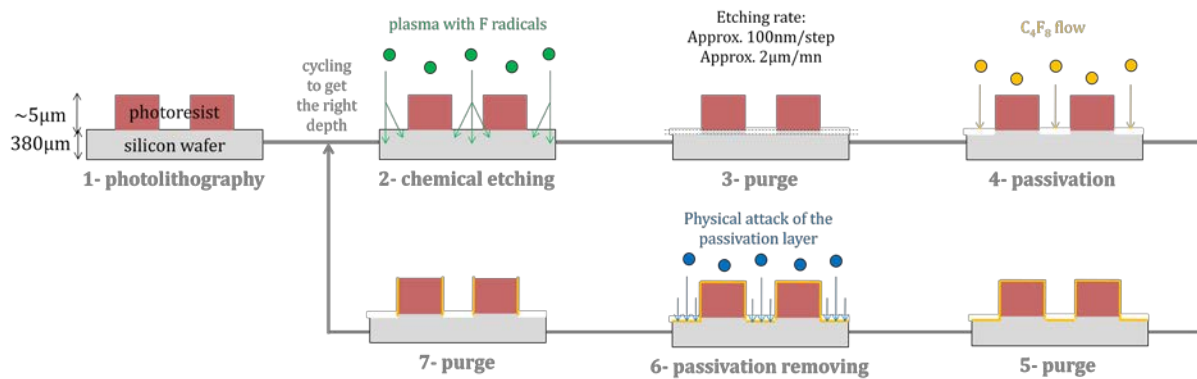 plasma with F radicals
Etching rate:
Approx. 100nm/step
Approx. 2µm/mn
C₄F₈ flow
cycling
to get
the right
depth
~5µm
photoresist
380µm
silicon wafer
1- photolithography
2- chemical etching
3- purge
4- passivation
Physical attack of the
passivation layer
7- purge
6- passivation removing
5- purge